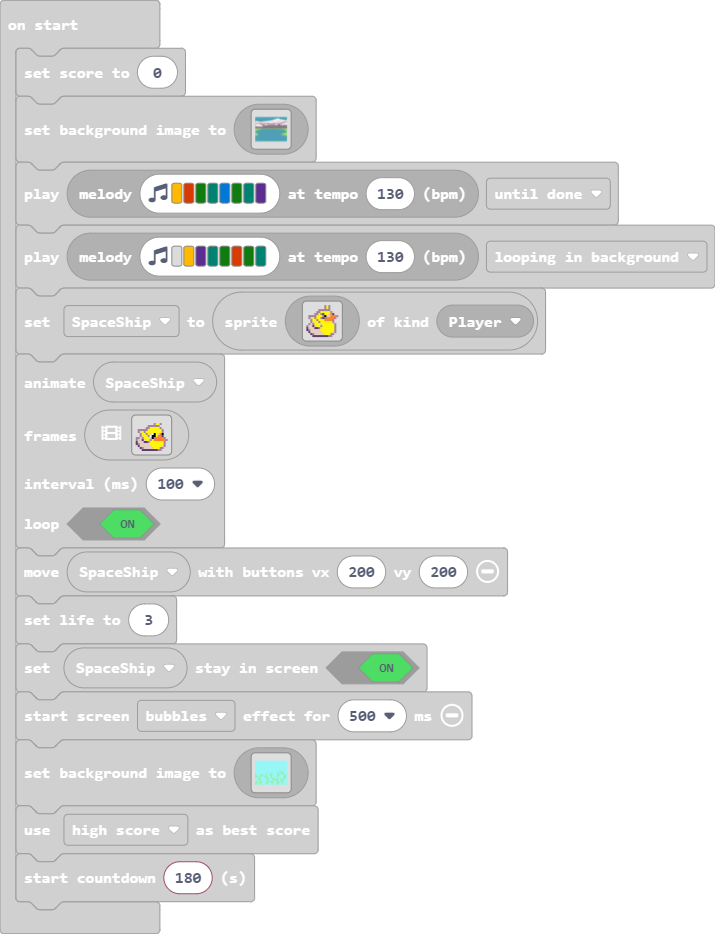 on start
set score to 0
set background image to
play melody at tempo 130 (bpm) until done
play melody at tempo 130 (bpm) looping in background
set SpaceShip to sprite of kind Player
animate SpaceShip
frames
interval (ms) 100
loop ON
move SpaceShip with buttons vx 200 vy 200
set life to 3
set SpaceShip stay in screen ON
start screen bubbles effect for 500 ms
set background image to
use high score as best score
start countdown 180 (s)